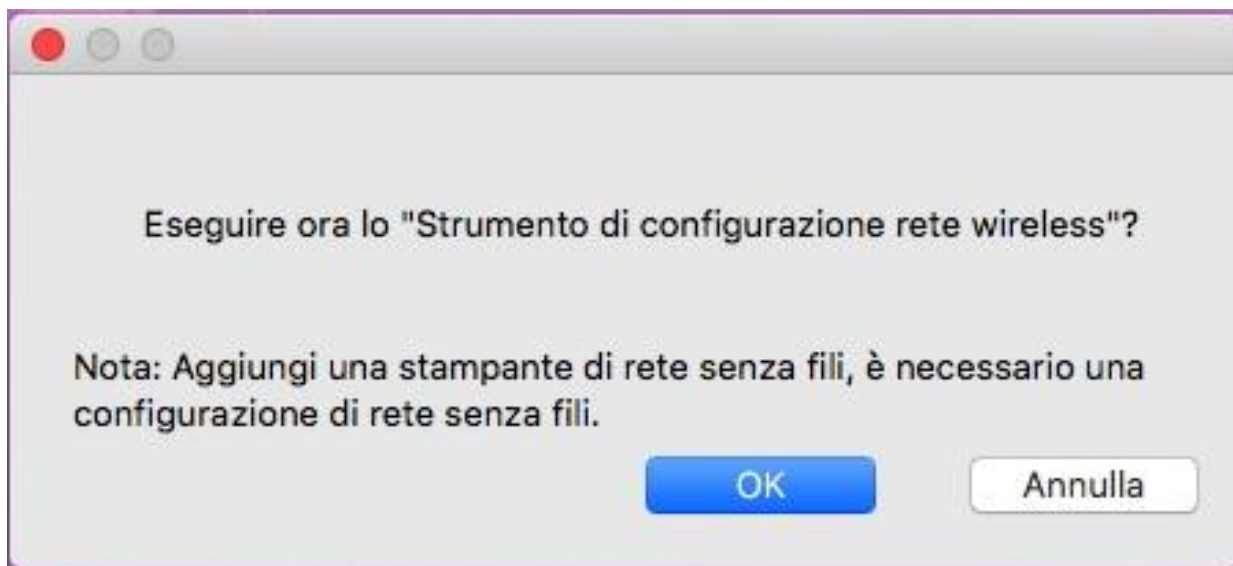 Eseguire ora lo "Strumento di configurazione rete wireless"?
Nota: Aggiungi una stampante di rete senza fili, è necessario una
configurazione di rete senza fili.
OK
Annulla